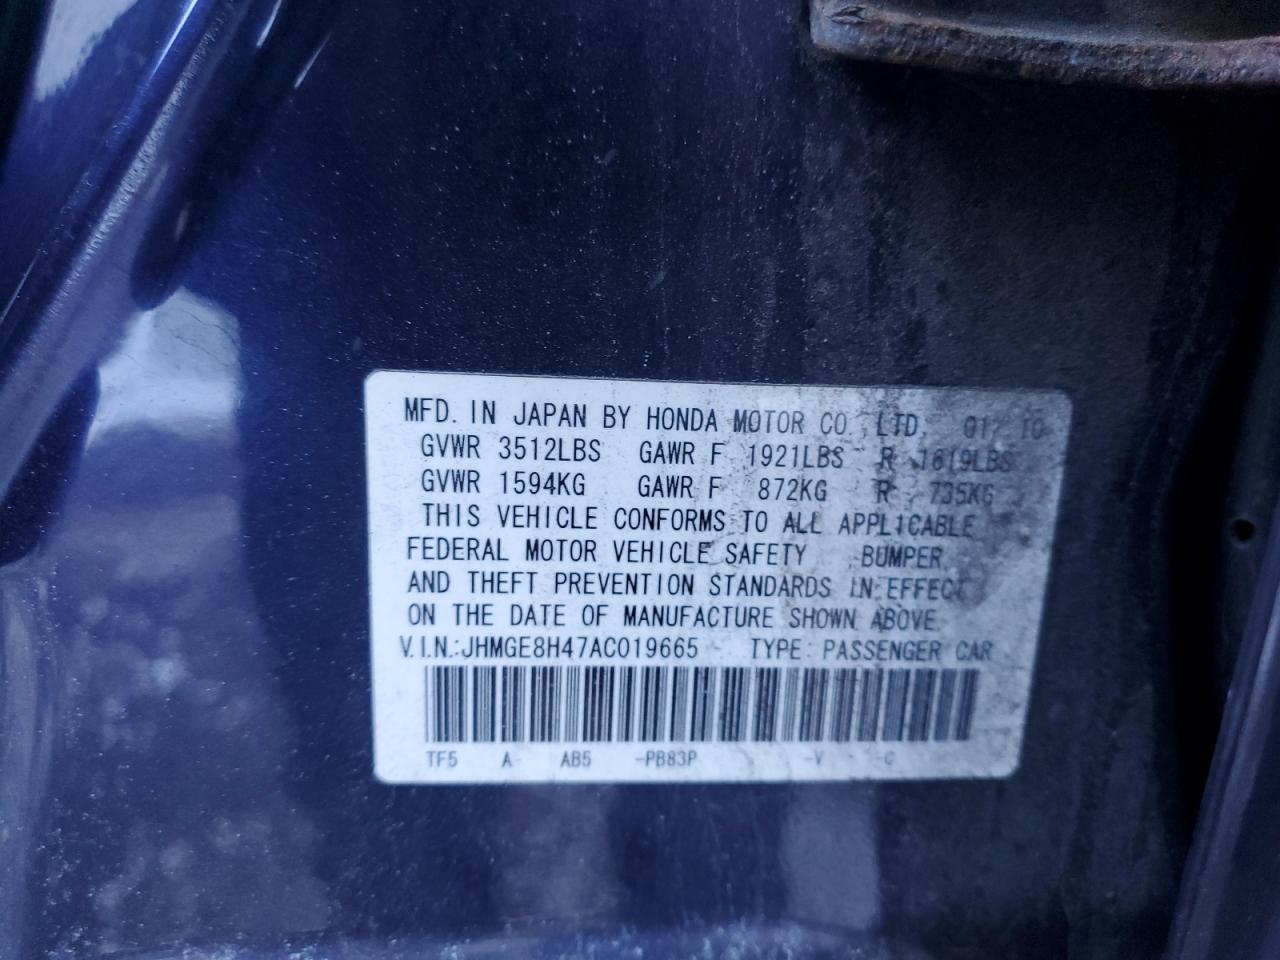 MFD. IN JAPAN BY HONDA MOTOR CO.,LTD. 01/10
GVWR 3512LBS GAWR F 1921LBS R 1619LBS
GVWR 1594KG GAWR F 872KG R 735KG
THIS VEHICLE CONFORMS TO ALL APPLICABLE
FEDERAL MOTOR VEHICLE SAFETY ,BUMPER,
AND THEFT PREVENTION STANDARDS IN EFFECT
ON THE DATE OF MANUFACTURE SHOWN ABOVE.
V.I.N.:JHMGE8H47AC019665 TYPE: PASSENGER CAR
TF5 A AB5 -PB83P -V -C